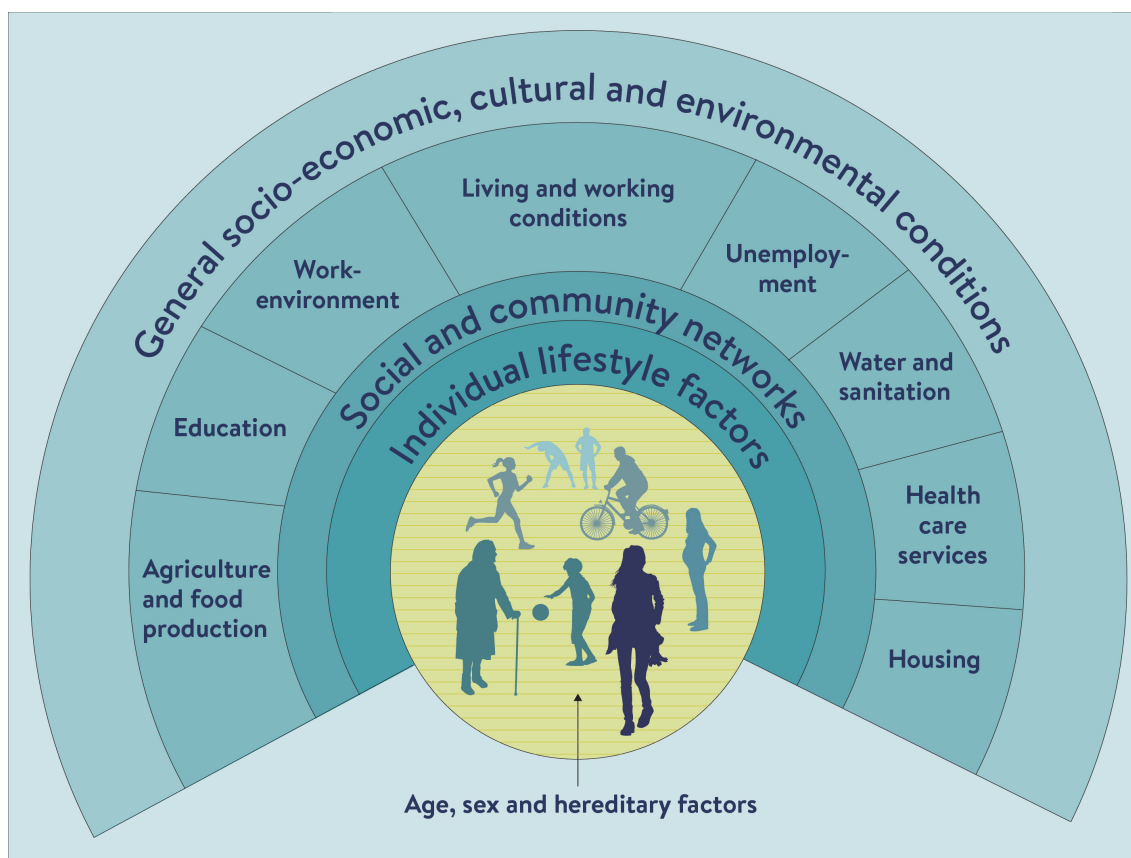 General socio-economic, cultural and environmental conditions
Living and working
conditions
Work-
environment
Unemploy-
ment
Education
Water and
sanitation
Agriculture
and food
production
Health
care
services
Housing
Social and community networks
Individual lifestyle factors
Age, sex and hereditary factors